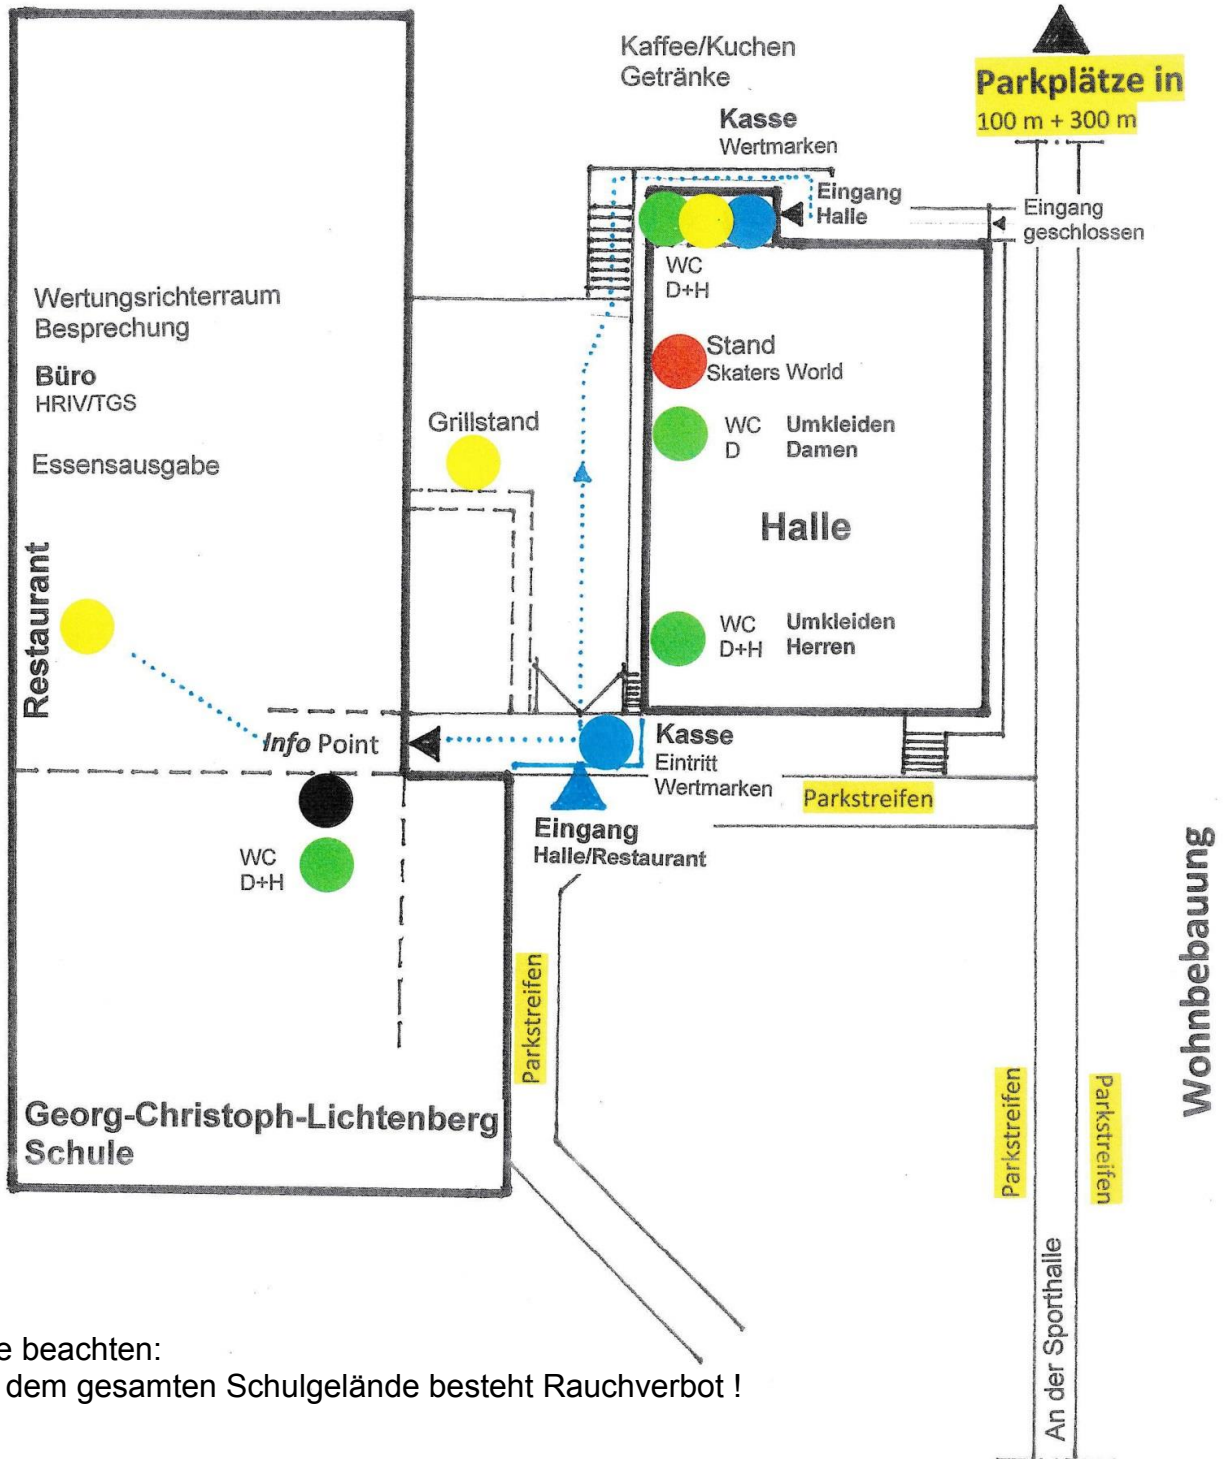 Kaffee/Kuchen
Getränke
Kasse
Wertmarken
Parkplätze in
100 m + 300 m
Eingang
Halle
Eingang
geschlossen
WC
D+H
Wertungsrichterraum
Besprechung
Büro
HRIV/TGS
Essensausgabe
Restaurant
Grillstand
Stand
Skaters World
WC
D
Umkleiden
Damen
Halle
WC
D+H
Umkleiden
Herren
Info Point
Kasse
Eintritt
Wertmarken
Parkstreifen
Eingang
Halle/Restaurant
WC
D+H
Parkstreifen
Wohnbebauung
Parkstreifen
Parkstreifen
Georg-Christoph-Lichtenberg
Schule
An der Sporthalle
e beachten:
dem gesamten Schulgelände besteht Rauchverbot !